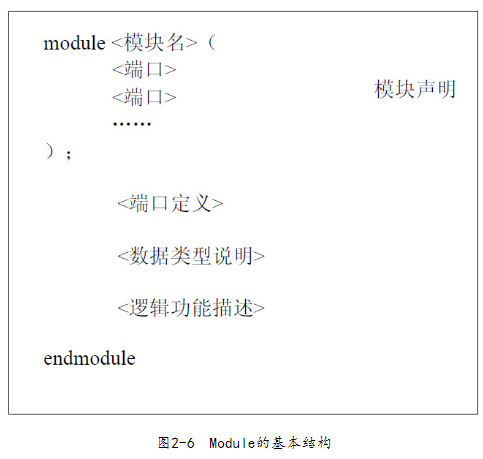 module <模块名>（
<端口>
<端口>
模块声明
……
）；
<端口定义>
<数据类型说明>
<逻辑功能描述>
endmodule
图2-6 Module的基本结构